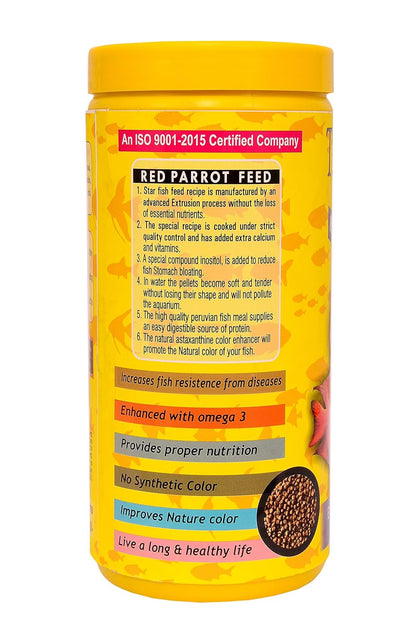 An ISO 9001-2015 Certified Company
RED PARROT FEED
1. Star fish feed recipe is manufactured by an
advanced Extrusion process without the loss
of essential nutrients.
2. The special recipe is cooked under strict
quality control and has added extra calcium
and vitamins.
3. A special compound inositol, is added to reduce
fish Stomach bloating.
4. In water the pellets become soft and tender
without losing their shape and will not pollute
the aquarium.
5. The high quality peruvian fish meal supplies
an easy digestible source of protein.
6. The natural astaxanthine color enhancer will
promote the Natural color of your fish.
Increases fish resistence from diseases
Enhanced with omega 3
Provides proper nutrition
No Synthetic Color
Improves Nature color
Live a long & healthy life